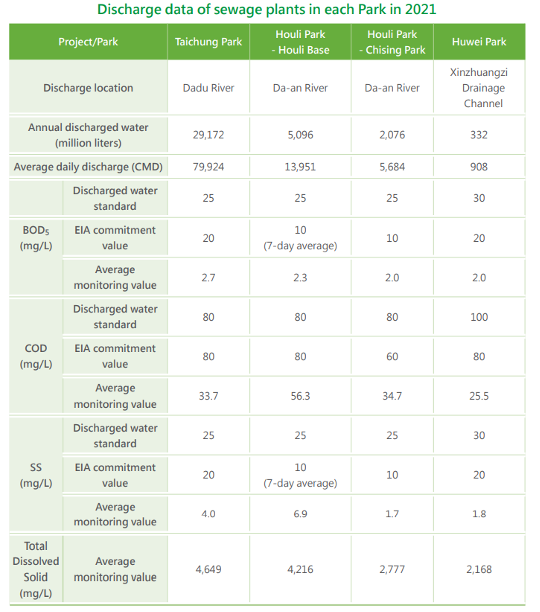 Discharge data of sewage plants in each Park in 2021
Project/Park Taichung Park Houli Park - Houli Base Houli Park - Chising Park Huwei Park
Discharge location Dadu River Da-an River Da-an River Xinzhuangzi Drainage Channel
Annual discharged water (million liters) 29,172 5,096 2,076 332
Average daily discharge (CMD) 79,924 13,951 5,684 908
BOD₅ (mg/L)
Discharged water standard 25 25 25 30
EIA commitment value 20 10 (7-day average) 10 20
Average monitoring value 2.7 2.3 2.0 2.0
COD (mg/L)
Discharged water standard 80 80 80 100
EIA commitment value 80 80 60 80
Average monitoring value 33.7 56.3 34.7 25.5
SS (mg/L)
Discharged water standard 25 25 25 30
EIA commitment value 20 10 (7-day average) 10 20
Average monitoring value 4.0 6.9 1.7 1.8
Total Dissolved Solid (mg/L)
Average monitoring value 4,649 4,216 2,777 2,168